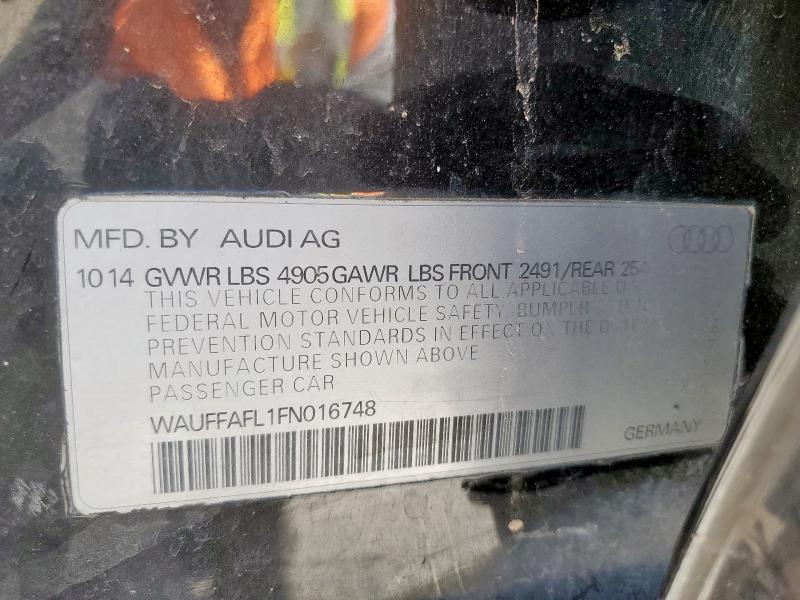 MFD. BY AUDI AG
10 14 GVWR LBS 4905 GAWR LBS FRONT 2491/REAR
THIS VEHICLE CONFORMS TO ALL APPLICABLE
FEDERAL MOTOR VEHICLE SAFETY, BUMPER
PREVENTION STANDARDS IN EFFECT ON THE
MANUFACTURE SHOWN ABOVE
PASSENGER CAR
WAUFFAFL1FN016748
GERMANY